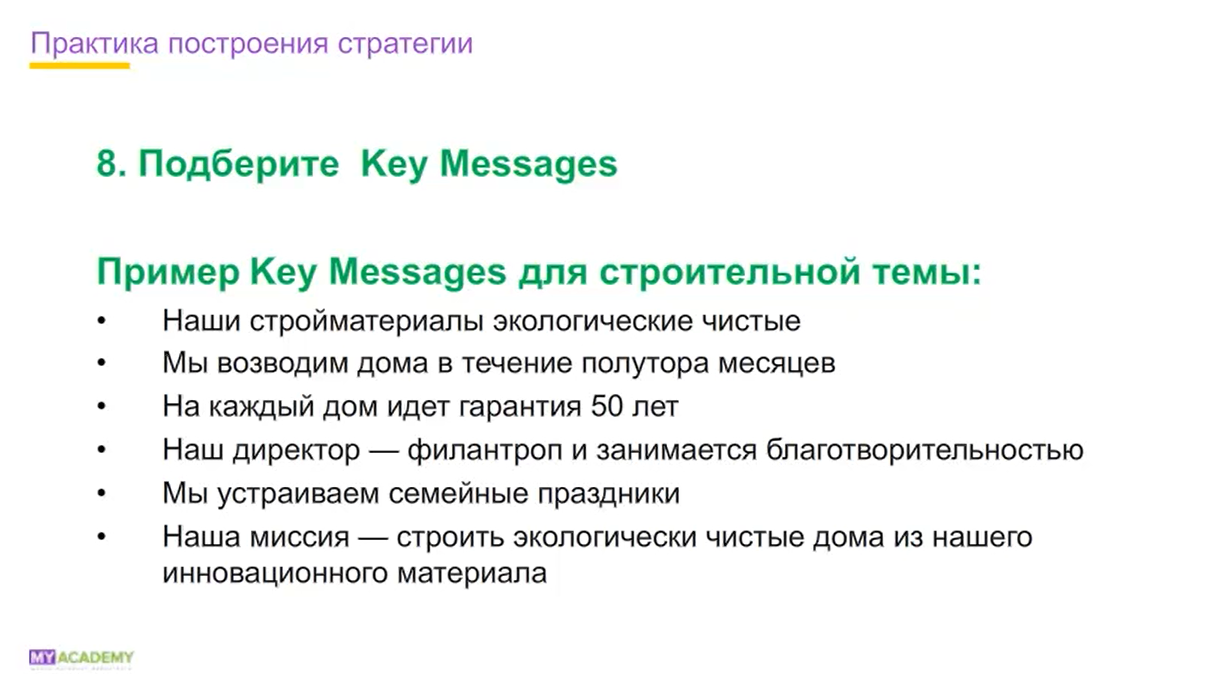 Практика построения стратегии
8. Подберите Key Messages
Пример Key Messages для строительной темы:
• Наши стройматериалы экологические чистые
• Мы возводим дома в течение полутора месяцев
• На каждый дом идет гарантия 50 лет
• Наш директор — филантроп и занимается благотворительностью
• Мы устраиваем семейные праздники
• Наша миссия — строить экологически чистые дома из нашего
инновационного материала
MYACADEMY